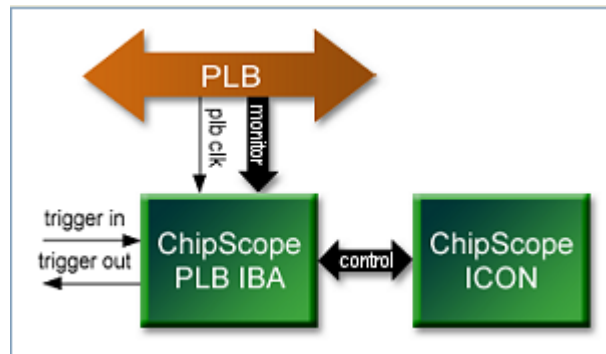 PLB
plb clk
monitor
trigger in
trigger out
ChipScope
PLB IBA
control
ChipScope
ICON